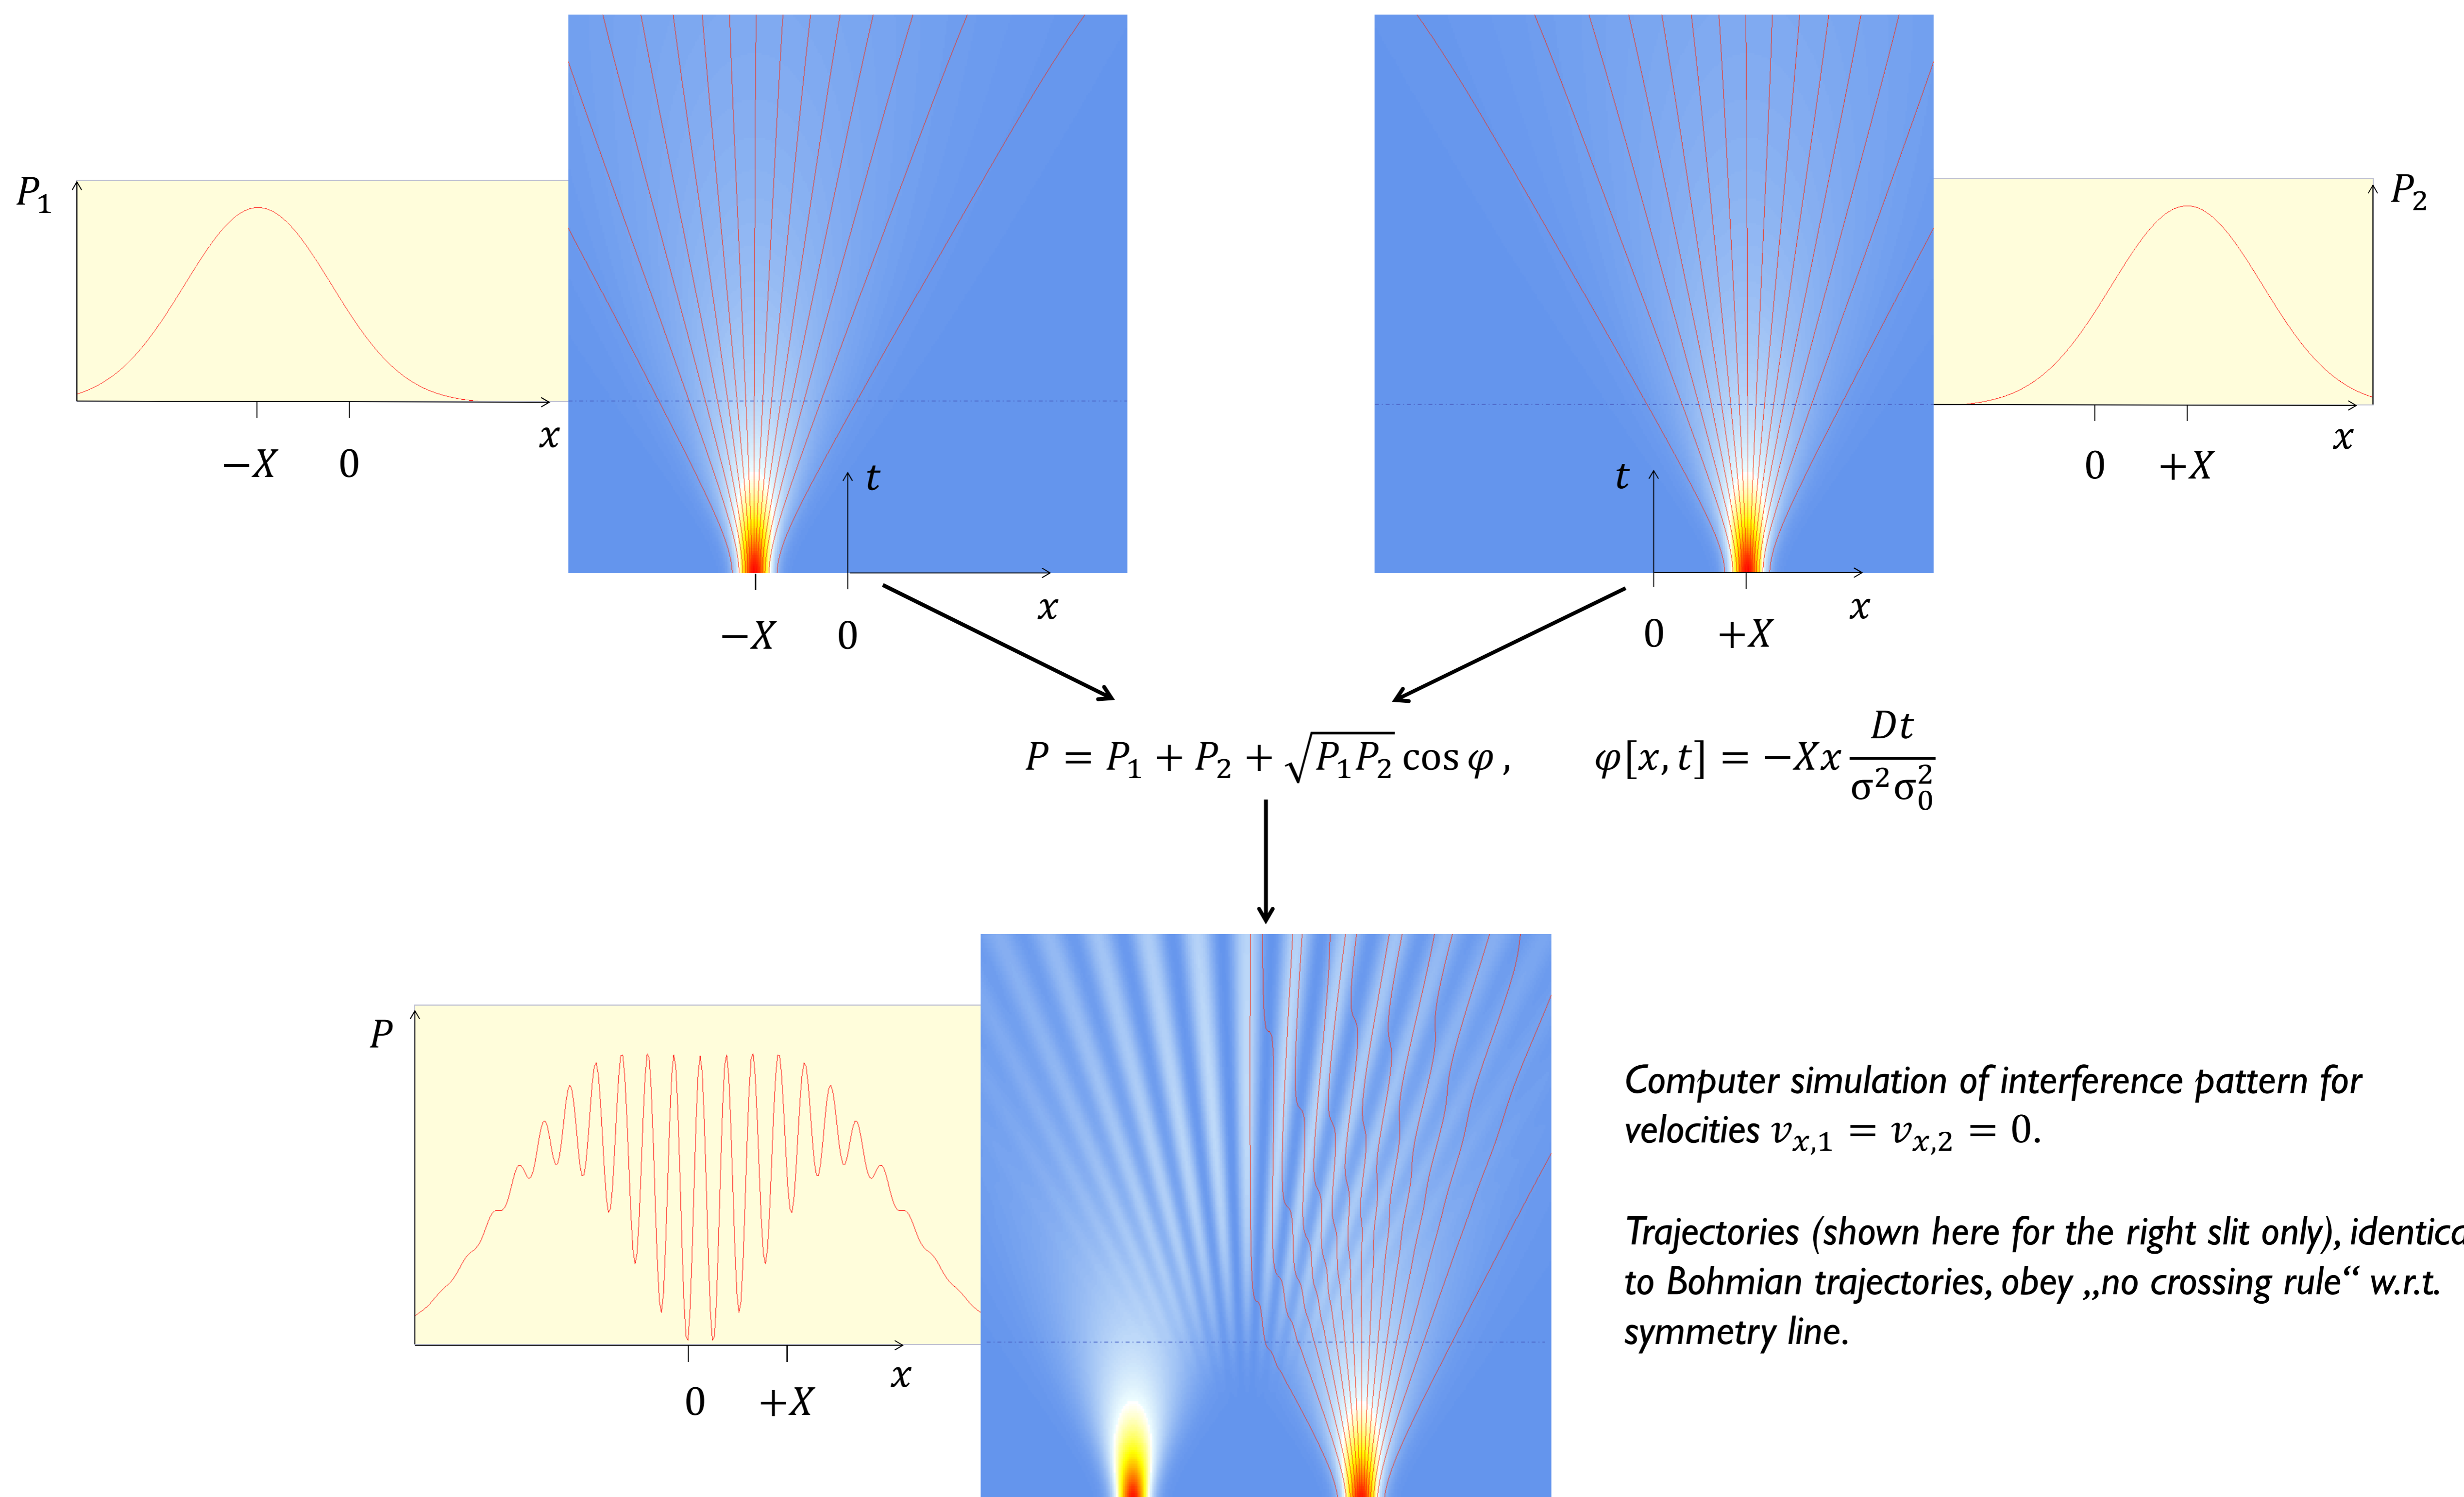 P₁
−X 0
x
t
−X 0
x
t
0 +X
x
P₂
0 +X
x
P = P₁ + P₂ + √(P₁P₂) cos φ , φ[x, t] = −Xx Dt / σ²σ₀²
P
0 +X
x
Computer simulation of interference pattern for
velocities vₓ,₁ = vₓ,₂ = 0.
Trajectories (shown here for the right slit only), identica
to Bohmian trajectories, obey „no crossing rule“ w.r.t.
symmetry line.